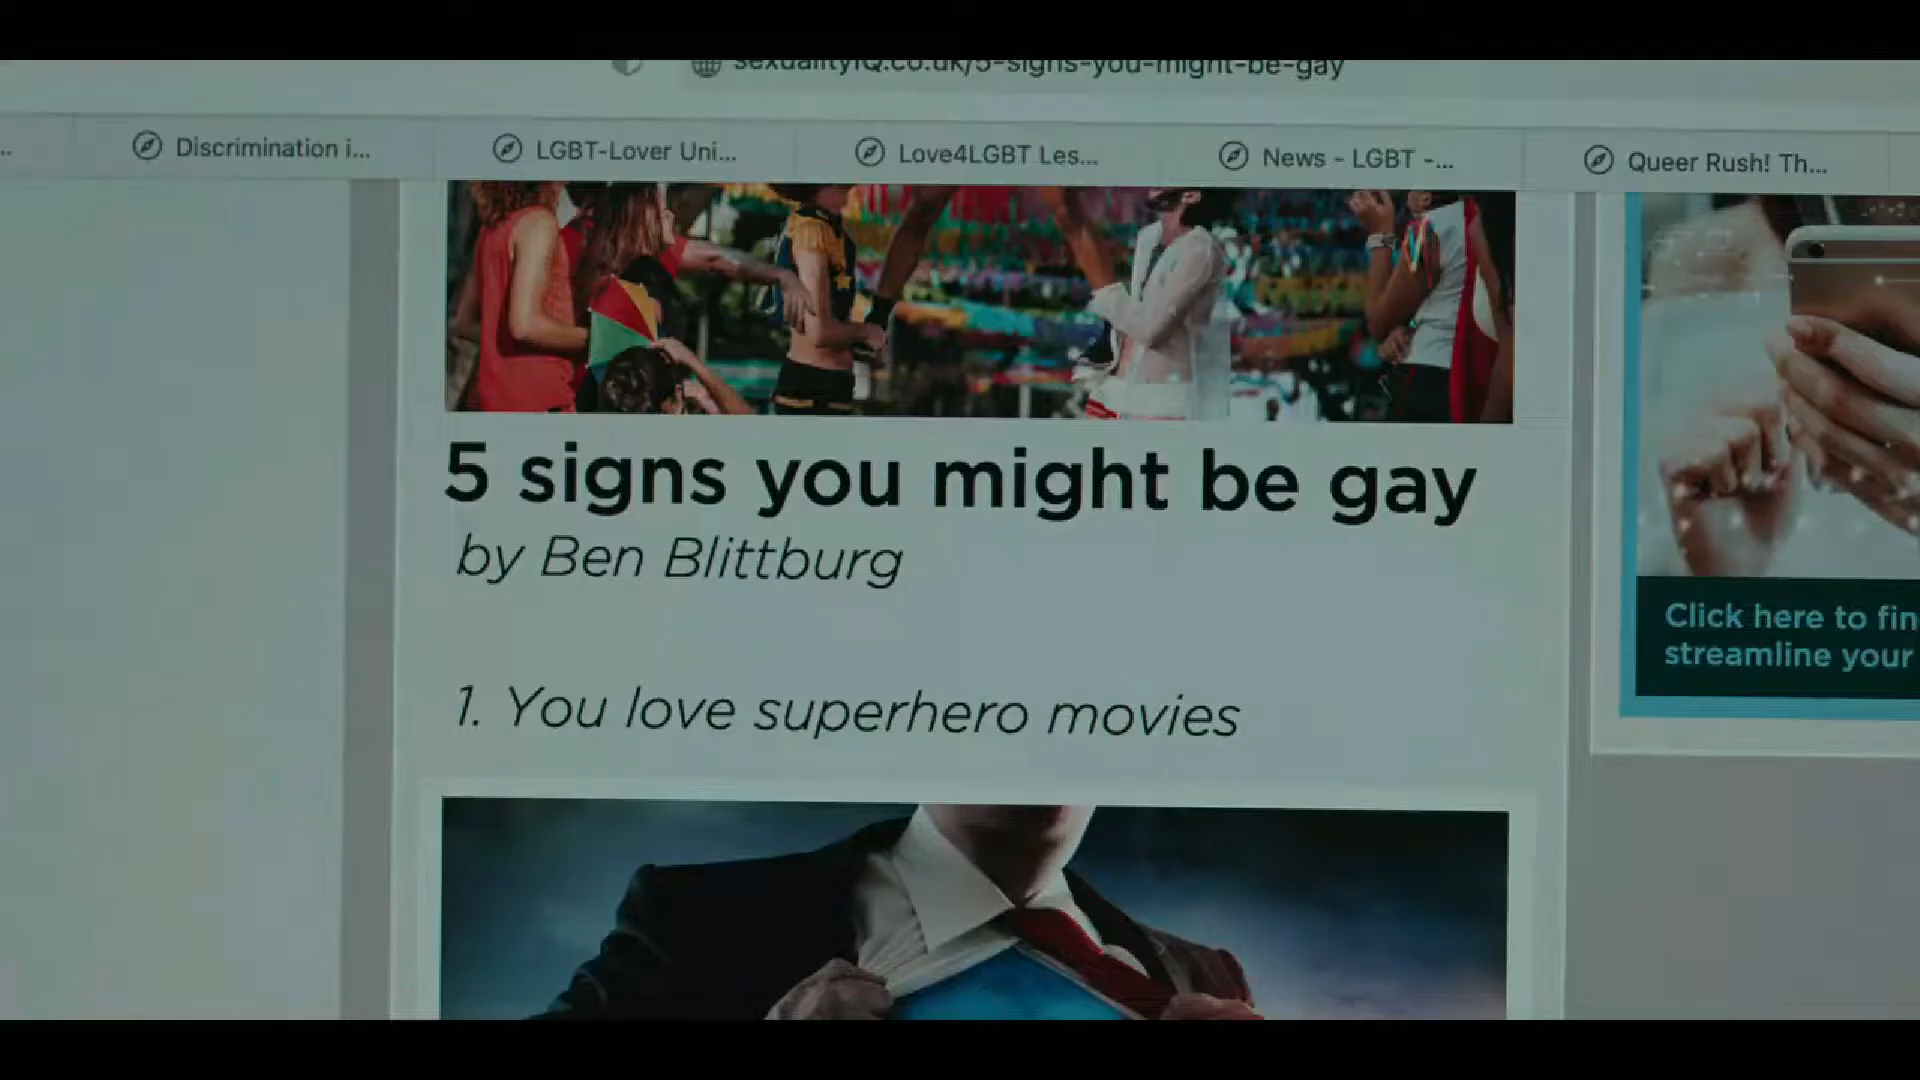 sexualityIQ.co.uk/5-signs-you-might-be-gay
Discrimination i...
LGBT-Lover Uni...
Love4LGBT Les...
News - LGBT -...
Queer Rush! Th...
5 signs you might be gay
by Ben Blittburg
Click here to fin
streamline your
1. You love superhero movies